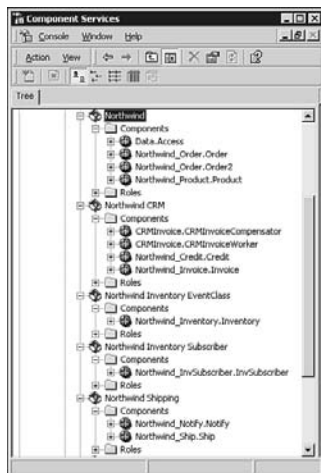 Component Services
Console Window Help
Action View
Tree
Northwind
Components
Data.Access
Northwind_Order.Order
Northwind_Order.Order2
Northwind_Product.Product
Roles
Northwind CRM
Components
CRMInvoice.CRMInvoiceCompensator
CRMInvoice.CRMInvoiceWorker
Northwind_Credit.Credit
Northwind_Invoice.Invoice
Roles
Northwind Inventory EventClass
Components
Northwind_Inventory.Inventory
Roles
Northwind Inventory Subscriber
Components
Northwind_InvSubscriber.InvSubscriber
Roles
Northwind Shipping
Components
Northwind_Notify.Notify
Northwind_Ship.Ship
Roles